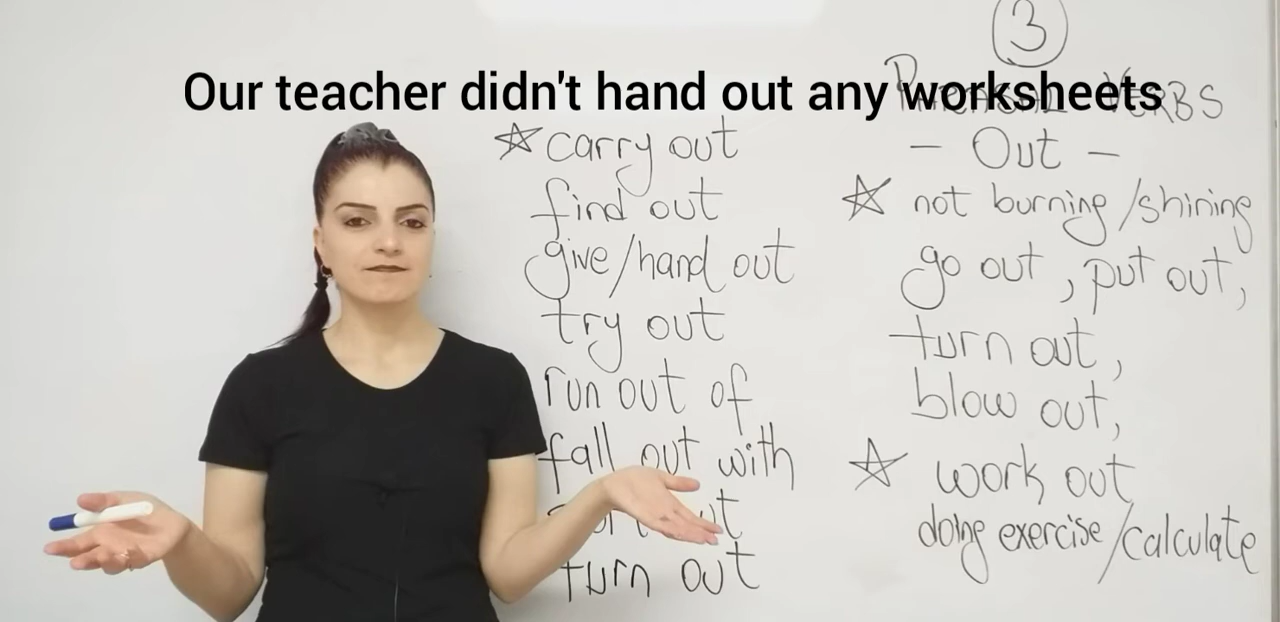 Our teacher didn't hand out any worksheets
carry out
find out
give/hand out
try out
run out of
fall out with
turn out
3
VERBS
- Out -
not burning/shining
go out, put out,
turn out,
blow out,
work out
doing exercise/calculate